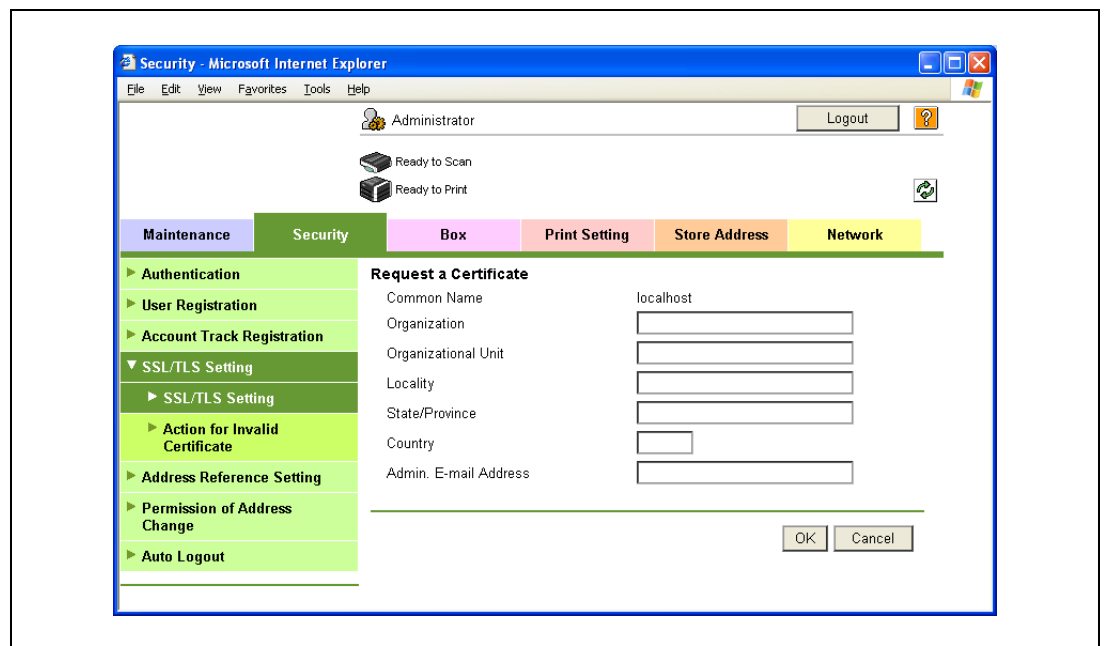 Security - Microsoft Internet Explorer
File Edit View Favorites Tools Help
Administrator
Logout
?
Ready to Scan
Ready to Print
Maintenance Security Box Print Setting Store Address Network
Authentication
User Registration
Account Track Registration
SSL/TLS Setting
SSL/TLS Setting
Action for Invalid
Certificate
Address Reference Setting
Permission of Address
Change
Auto Logout
Request a Certificate
Common Name localhost
Organization
Organizational Unit
Locality
State/Province
Country
Admin. E-mail Address
OK Cancel